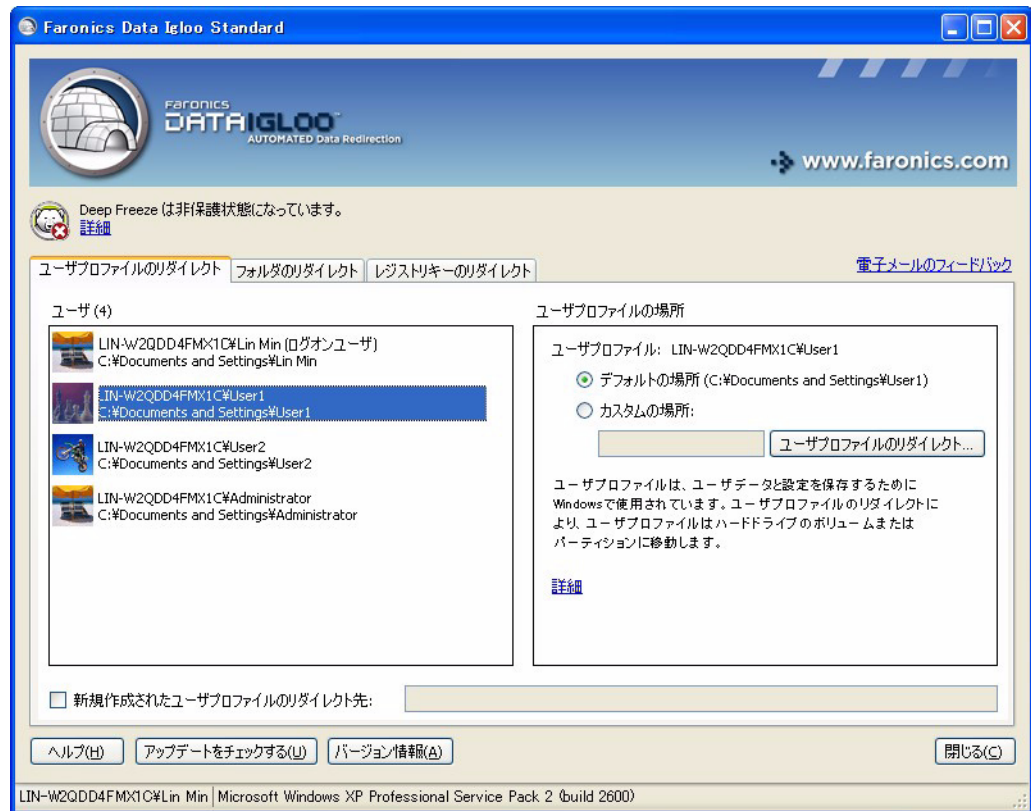 Faronics Data Igloo Standard
Faronics
DATA IGLOO™
AUTOMATED Data Redirection
www.faronics.com
Deep Freeze は非保護状態になっています。
詳細
ユーザプロファイルのリダイレクト フォルダのリダイレクト レジストリキーのリダイレクト
電子メールのフィードバック
ユーザ (4)
LIN-W2QDD4FMX1C¥Lin Min (ログオンユーザ)
C:¥Documents and Settings¥Lin Min
LIN-W2QDD4FMX1C¥User1
C:¥Documents and Settings¥User1
LIN-W2QDD4FMX1C¥User2
C:¥Documents and Settings¥User2
LIN-W2QDD4FMX1C¥Administrator
C:¥Documents and Settings¥Administrator
ユーザプロファイルの場所
ユーザプロファイル: LIN-W2QDD4FMX1C¥User1
デフォルトの場所 (C:¥Documents and Settings¥User1)
カスタムの場所:
ユーザプロファイルのリダイレクト...
ユーザプロファイルは、ユーザデータと設定を保存するために
Windowsで使用されています。ユーザプロファイルのリダイレクトに
より、ユーザプロファイルはハードドライブのボリュームまたは
パーティションに移動します。
詳細
新規作成されたユーザプロファイルのリダイレクト先:
ヘルプ(H) アップデートをチェックする(U) バージョン情報(A) 閉じる(C)
LIN-W2QDD4FMX1C¥Lin Min Microsoft Windows XP Professional Service Pack 2 (build 2600)